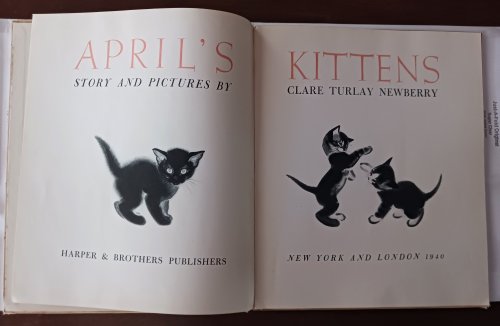 APRIL'S
STORY AND PICTURES BY
HARPER & BROTHERS PUBLISHERS
KITTENS
CLARE TURLAY NEWBERRY
NEW YORK AND LONDON 1940